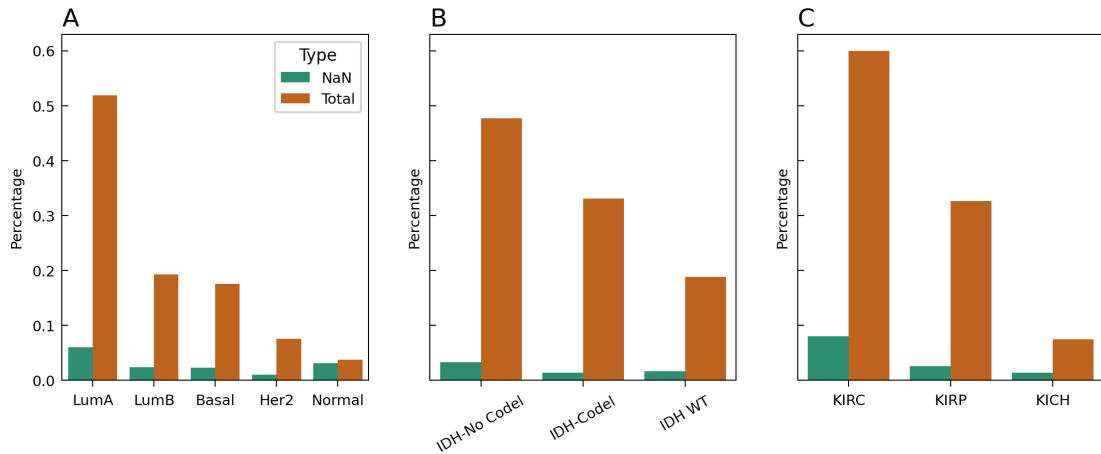 A
B
C
Percentage
0.6
0.5
0.4
0.3
0.2
0.1
0.0
Type
NaN
Total
LumA
LumB
Basal
Her2
Normal
Percentage
IDH-No Codel
IDH-Codel
IDH WT
Percentage
KIRC
KIRP
KICH